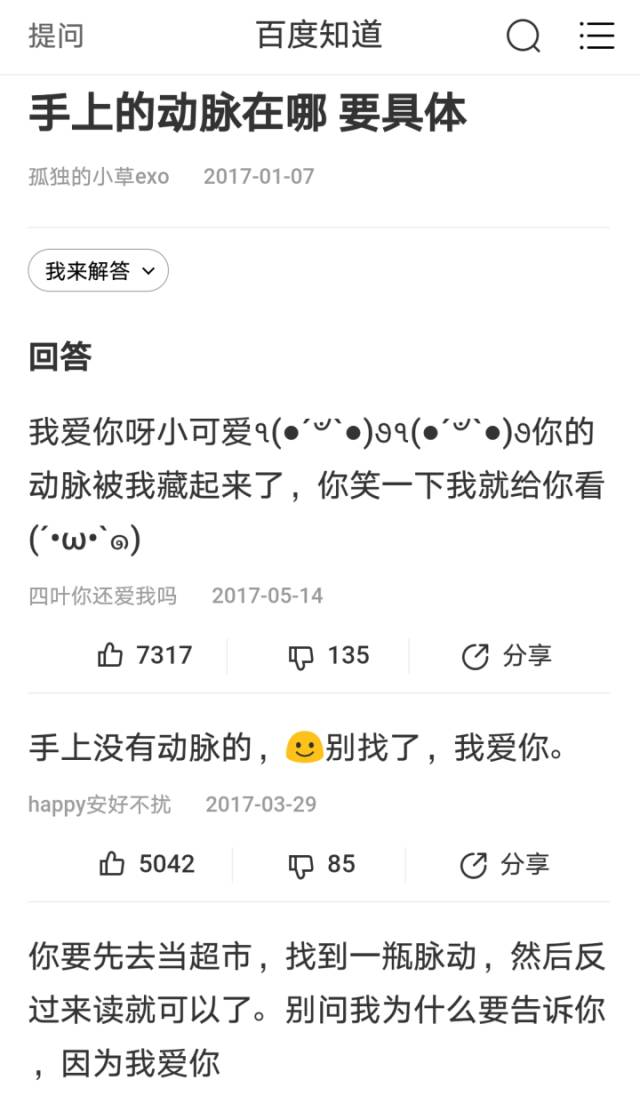 提问
百度知道
手上的动脉在哪 要具体
孤独的小草exo 2017-01-07
我来解答
回答
我爱你呀小可爱٩(●´꒳`●)۶٩(●´꒳`●)۶你的
动脉被我藏起来了，你笑一下我就给你看
(´•ω•`๑)
四叶你还爱我吗 2017-05-14
7317 135 分享
手上没有动脉的，🙂别找了，我爱你。
happy安好不扰 2017-03-29
5042 85 分享
你要先去当超市，找到一瓶脉动，然后反
过来读就可以了。别问我为什么要告诉你
，因为我爱你